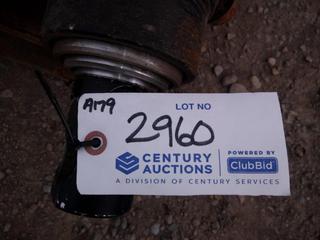 A179
LOT NO
2960
CENTURY AUCTIONS
POWERED BY
ClubBid
A DIVISION OF CENTURY SERVICES